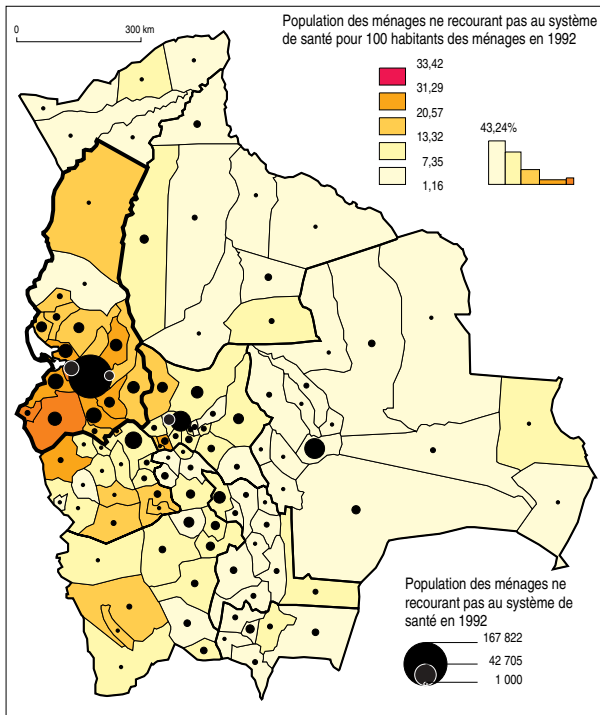 Population des ménages ne recourant pas au système
de santé pour 100 habitants des ménages en 1992
0 300 km
33,42
31,29
20,57
13,32
7,35
1,16
43,24%
Population des ménages ne
recourant pas au système de
santé en 1992
167 822
42 705
1 000